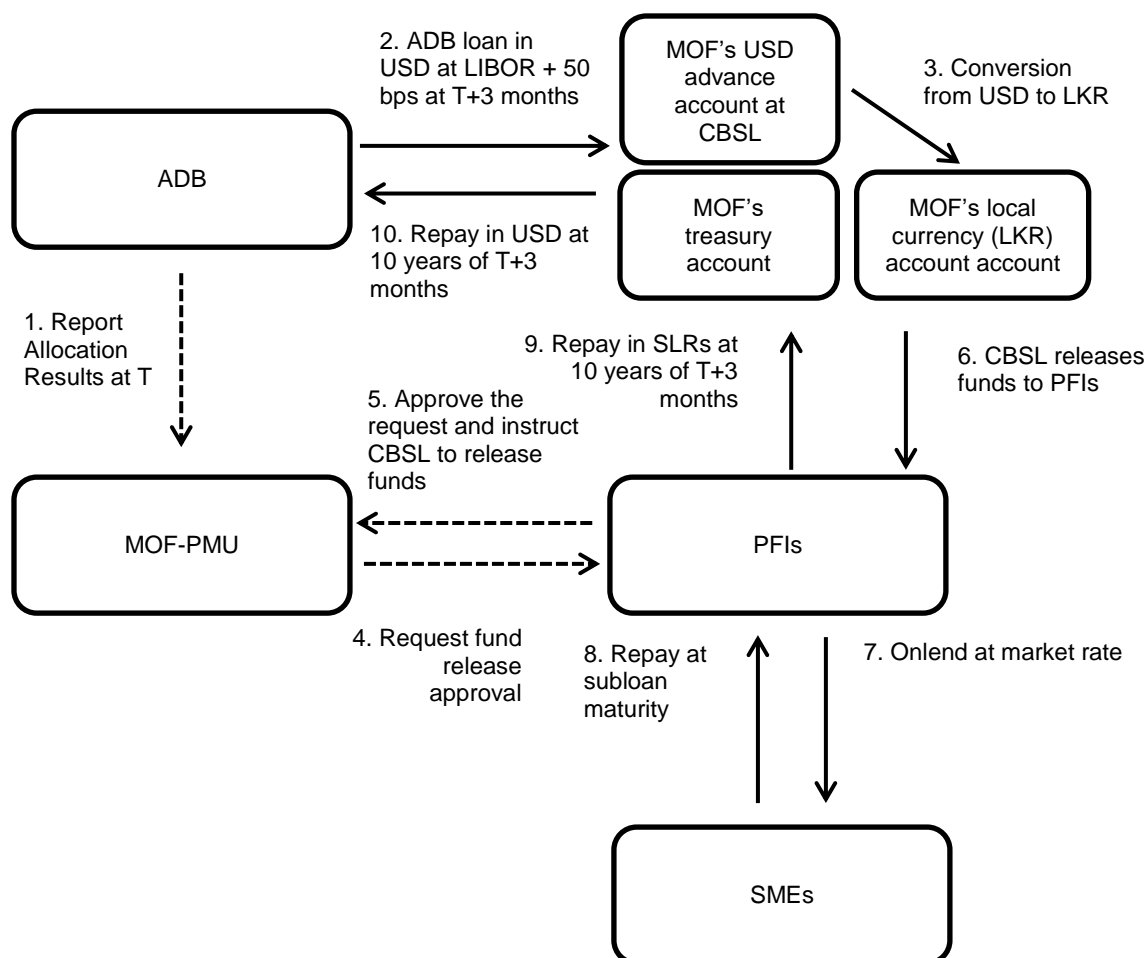 2. ADB loan in
USD at LIBOR + 50
bps at T+3 months
MOF's USD
advance
account at
CBSL
3. Conversion
from USD to LKR
ADB
MOF's
treasury
account
MOF's local
currency (LKR)
account account
10. Repay in USD at
10 years of T+3
months
1. Report
Allocation
Results at T
9. Repay in SLRs at
10 years of T+3
months
6. CBSL releases
funds to PFIs
5. Approve the
request and instruct
CBSL to release
funds
MOF-PMU
PFIs
4. Request fund
release
approval
8. Repay at
subloan
maturity
7. Onlend at market rate
SMEs